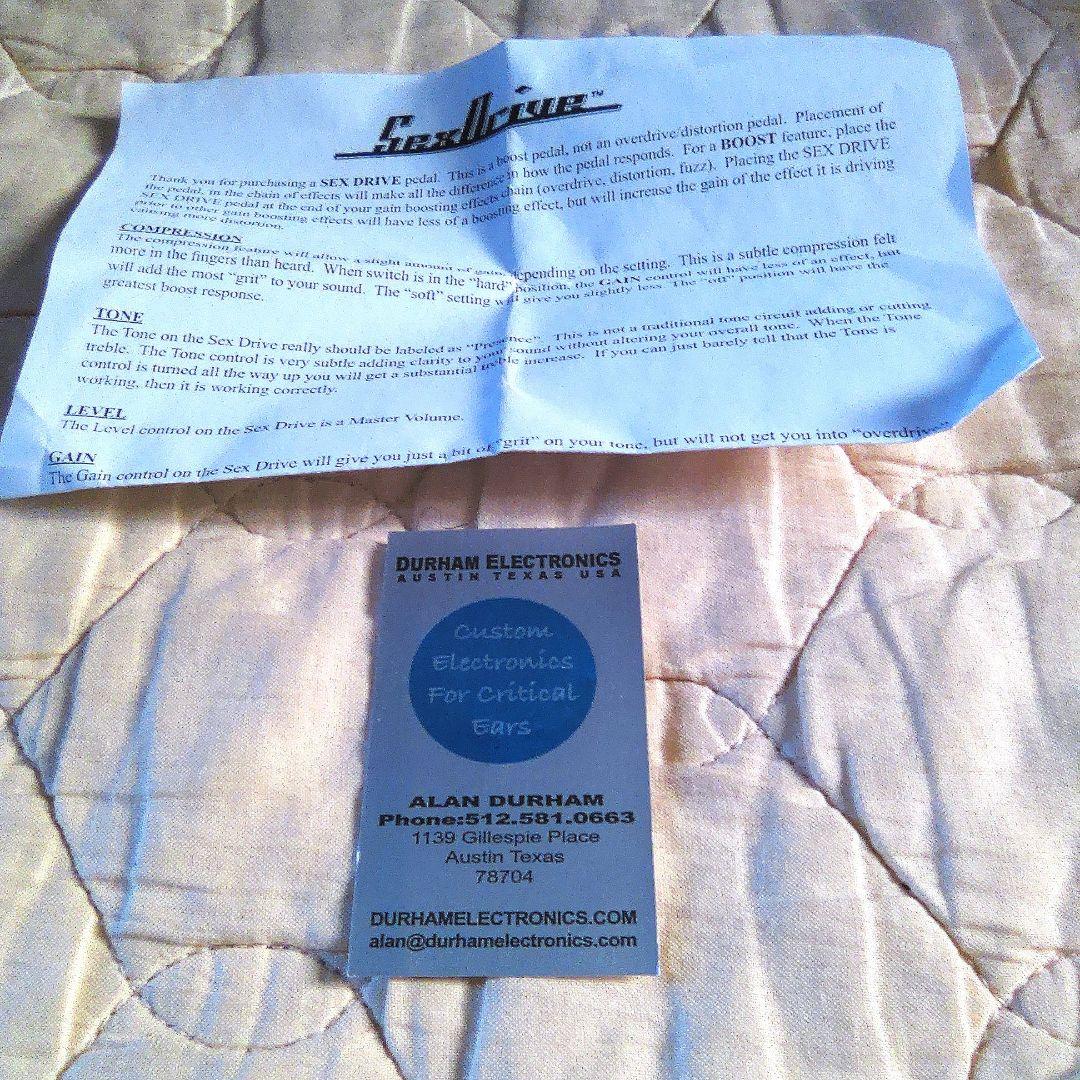 SexDrive™
Thank you for purchasing a SEX DRIVE pedal. This is a boost pedal, not an overdrive/distortion pedal. Placement of
the pedal, in the chain of effects will make all the difference in how the pedal responds. For a BOOST feature, place the
SEX DRIVE pedal at the end of your gain boosting effects chain (overdrive, distortion, fuzz). Placing the SEX DRIVE
prior to other gain boosting effects will have less of a boosting effect, but will increase the gain of the effect it is driving
causing more distortion.
COMPRESSION
The compression feature will allow a slight amount of gain, depending on the setting. This is a subtle compression felt
more in the fingers than heard. When switch is in the “hard” position, the GAIN control will have less of an effect, but
will add the most “grit” to your sound. The “soft” setting will give you slightly less. The “off” position will have the
greatest boost response.
TONE
The Tone on the Sex Drive really should be labeled as “Presence”. This is not a traditional tone circuit adding or cutting
treble. The Tone control is very subtle adding clarity to your sound without altering your overall tone. When the Tone
control is turned all the way up you will get a substantial treble increase. If you can just barely tell that the Tone is
working, then it is working correctly.
LEVEL
The Level control on the Sex Drive is a Master Volume.
GAIN
The Gain control on the Sex Drive will give you just a bit of “grit” on your tone, but will not get you into “overdrive”
DURHAM ELECTRONICS
AUSTIN TEXAS USA
Custom
Electronics
For Critical
Ears
ALAN DURHAM
Phone:512.581.0663
1139 Gillespie Place
Austin Texas
78704
DURHAMELECTRONICS.COM
alan@durhamelectronics.com